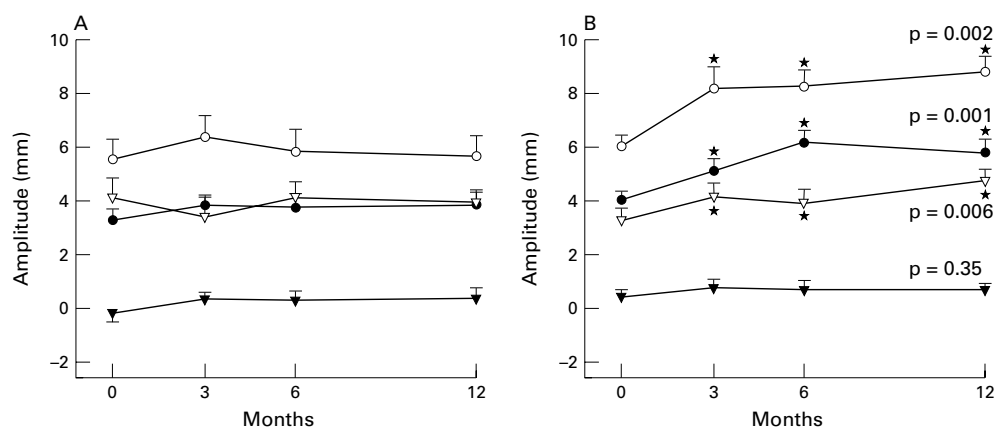 A
10
8
6
4
2
0
–2
Amplitude (mm)
0 3 6 12
Months
B
10
8
6
4
2
0
–2
Amplitude (mm)
p = 0.002
p = 0.001
p = 0.006
p = 0.35
0 3 6 12
Months